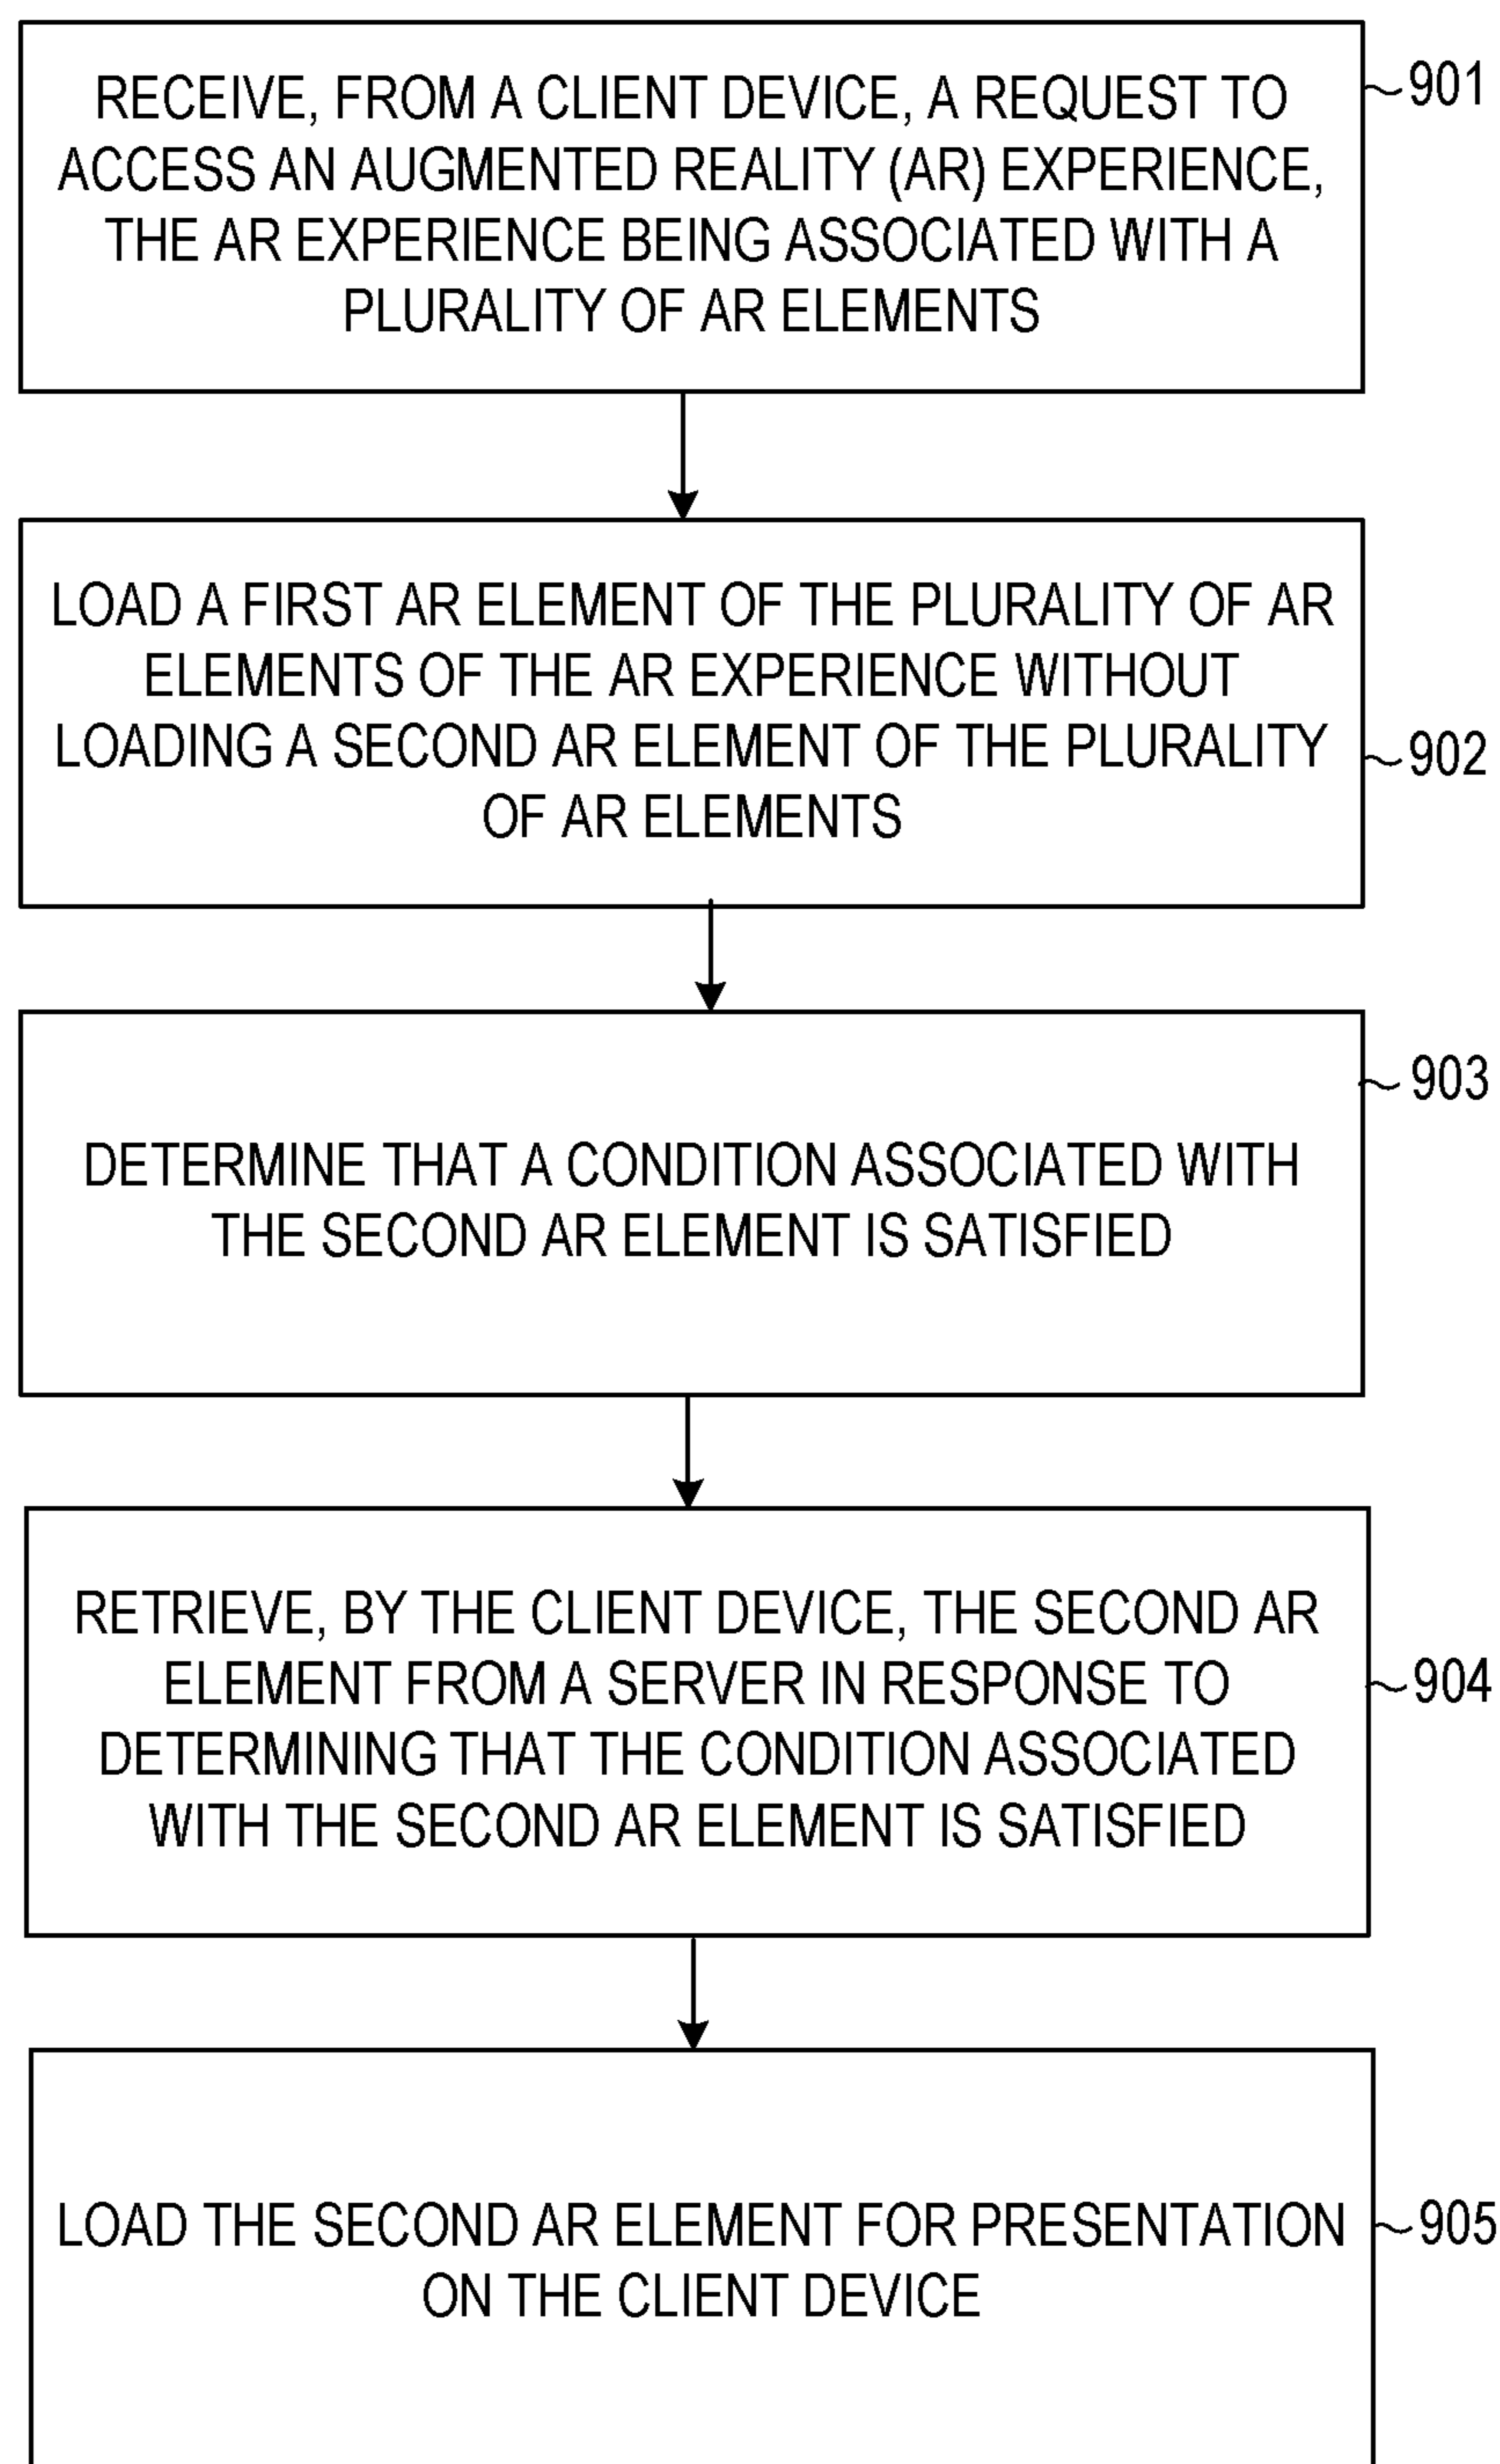 RECEIVE, FROM A CLIENT DEVICE, A REQUEST TO
ACCESS AN AUGMENTED REALITY (AR) EXPERIENCE,
THE AR EXPERIENCE BEING ASSOCIATED WITH A
PLURALITY OF AR ELEMENTS
901
LOAD A FIRST AR ELEMENT OF THE PLURALITY OF AR
ELEMENTS OF THE AR EXPERIENCE WITHOUT
LOADING A SECOND AR ELEMENT OF THE PLURALITY
OF AR ELEMENTS
902
DETERMINE THAT A CONDITION ASSOCIATED WITH
THE SECOND AR ELEMENT IS SATISFIED
903
RETRIEVE, BY THE CLIENT DEVICE, THE SECOND AR
ELEMENT FROM A SERVER IN RESPONSE TO
DETERMINING THAT THE CONDITION ASSOCIATED
WITH THE SECOND AR ELEMENT IS SATISFIED
904
LOAD THE SECOND AR ELEMENT FOR PRESENTATION
ON THE CLIENT DEVICE
905